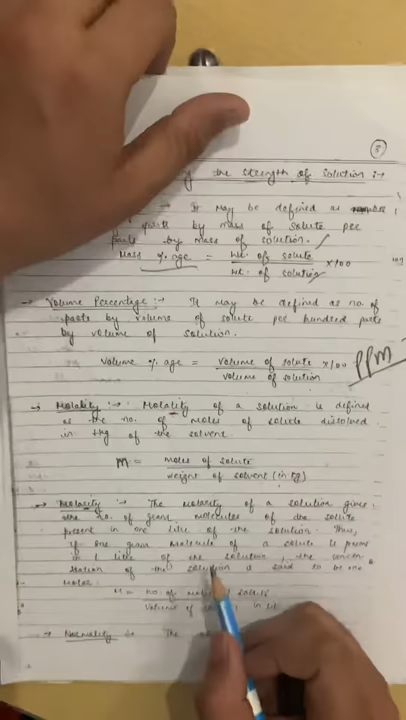 3
the strength of solution :-
→ It may be defined as
parts by mass of solute per
parts by mass of solution.
Mass % age = wt. of solute x100
wt. of solution
→ Volume Percentage :- It may be defined as no. of
parts by volume of solute per hundred parts
by volume of solution.
Volume % age = volume of solute x100
volume of solution
PPM
→ Molality :- Molality of a solution is defined
as the no. of moles of solute dissolved
in 1kg of the solvent.
m = moles of solute
weight of solvent (in kg)
→ Molarity :- The Molarity of a solution gives
the no. of gram molecules of the solute
present in one litre of the solution. Thus,
if one gram molecule of a solute is
in 1 litre of the solution, the concen
tration of the solution is said to be one
molar.
M = no. of
Volume of in lit
→ Normality :- The